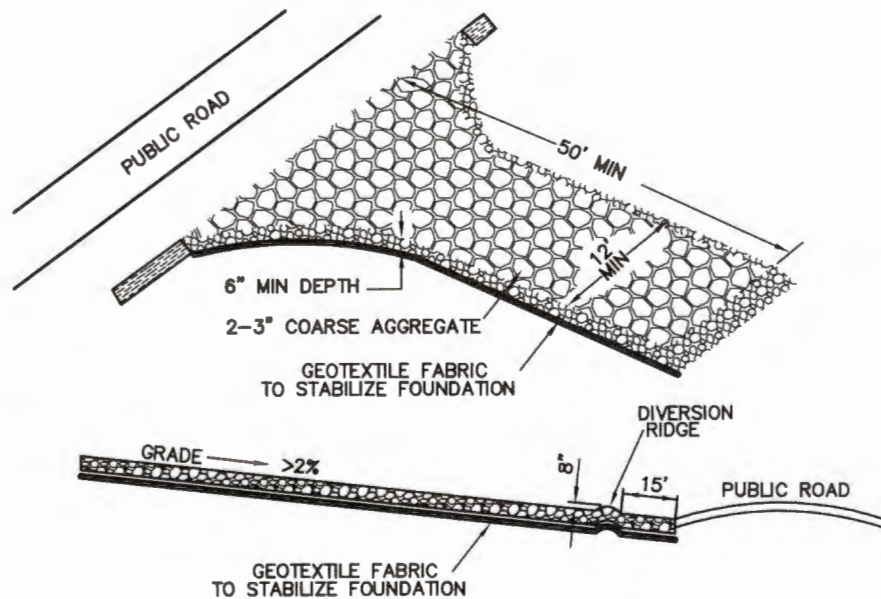 PUBLIC ROAD
50' MIN
12'
MIN
6" MIN DEPTH
2-3" COARSE AGGREGATE
GEOTEXTILE FABRIC
TO STABILIZE FOUNDATION
DIVERSION
RIDGE
GRADE
>2%
8"
15'
PUBLIC ROAD
GEOTEXTILE FABRIC
TO STABILIZE FOUNDATION